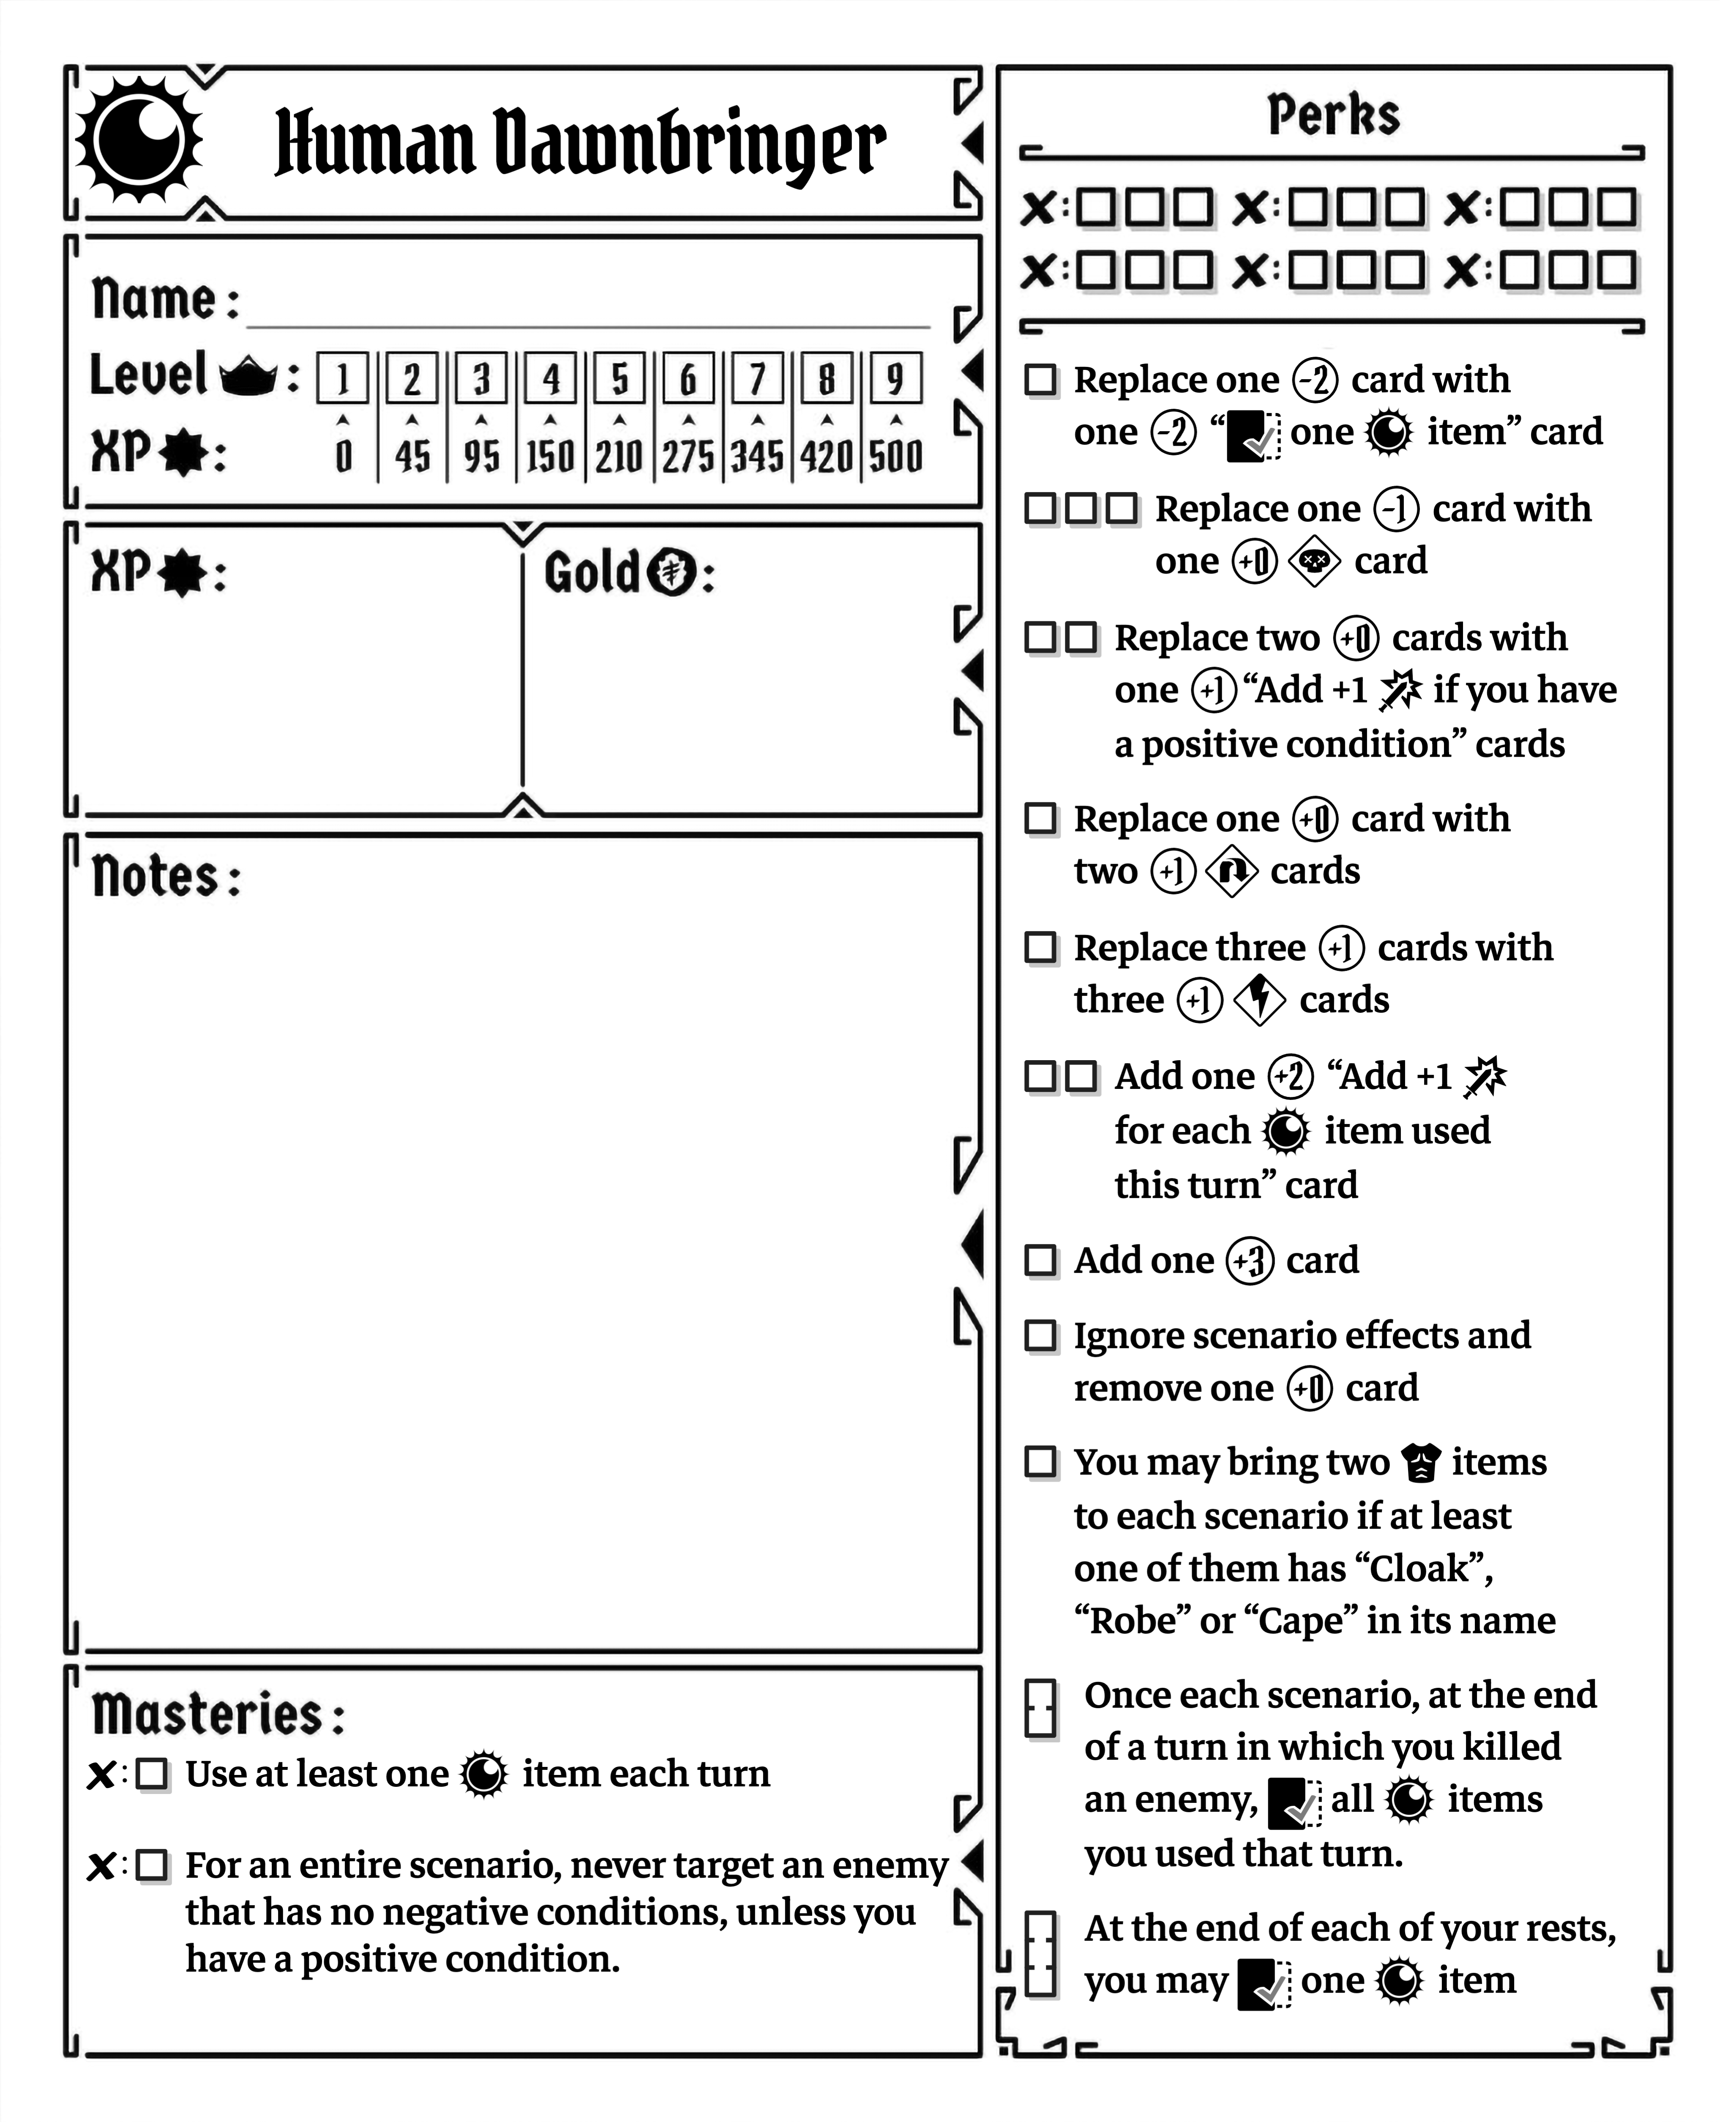 Human Dawnbringer
Name:
Level: 1 2 3 4 5 6 7 8 9
XP: 0 45 95 150 210 275 345 420 500
XP:
Gold:
Notes:
Masteries:
Use at least one item each turn
For an entire scenario, never target an enemy
that has no negative conditions, unless you
have a positive condition.
Perks
Replace one -2 card with
one -2 “ one item” card
Replace one -1 card with
one +0 card
Replace two +0 cards with
one +1 “Add +1 if you have
a positive condition” cards
Replace one +0 card with
two +1 cards
Replace three +1 cards with
three +1 cards
Add one +2 “Add +1
for each item used
this turn” card
Add one +3 card
Ignore scenario effects and
remove one +0 card
You may bring two items
to each scenario if at least
one of them has “Cloak”,
“Robe” or “Cape” in its name
Once each scenario, at the end
of a turn in which you killed
an enemy, all items
you used that turn.
At the end of each of your rests,
you may one item